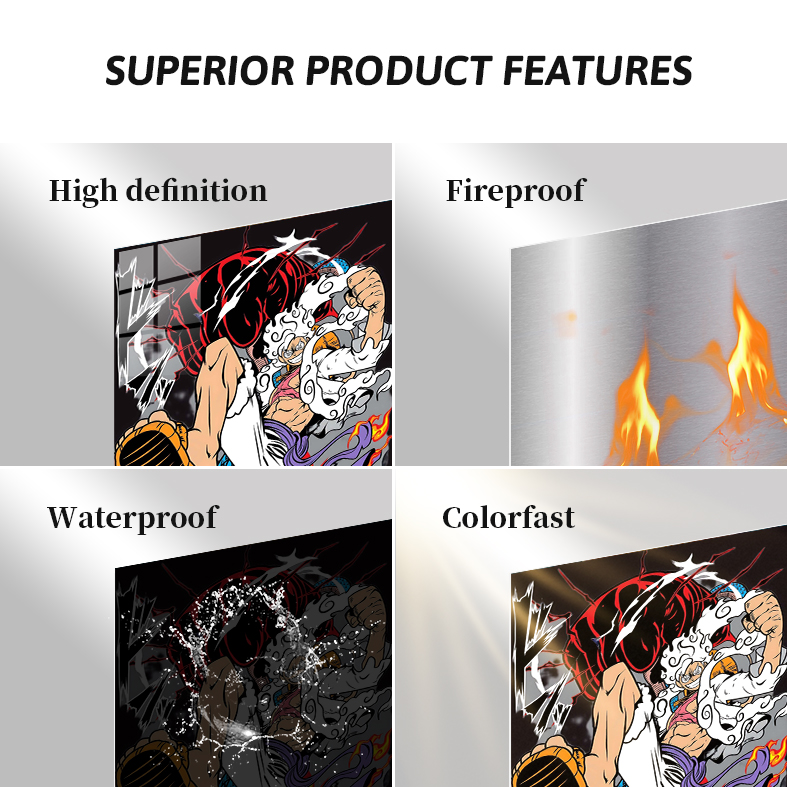 SUPERIOR PRODUCT FEATURES
High definition
Fireproof
Waterproof
Colorfast